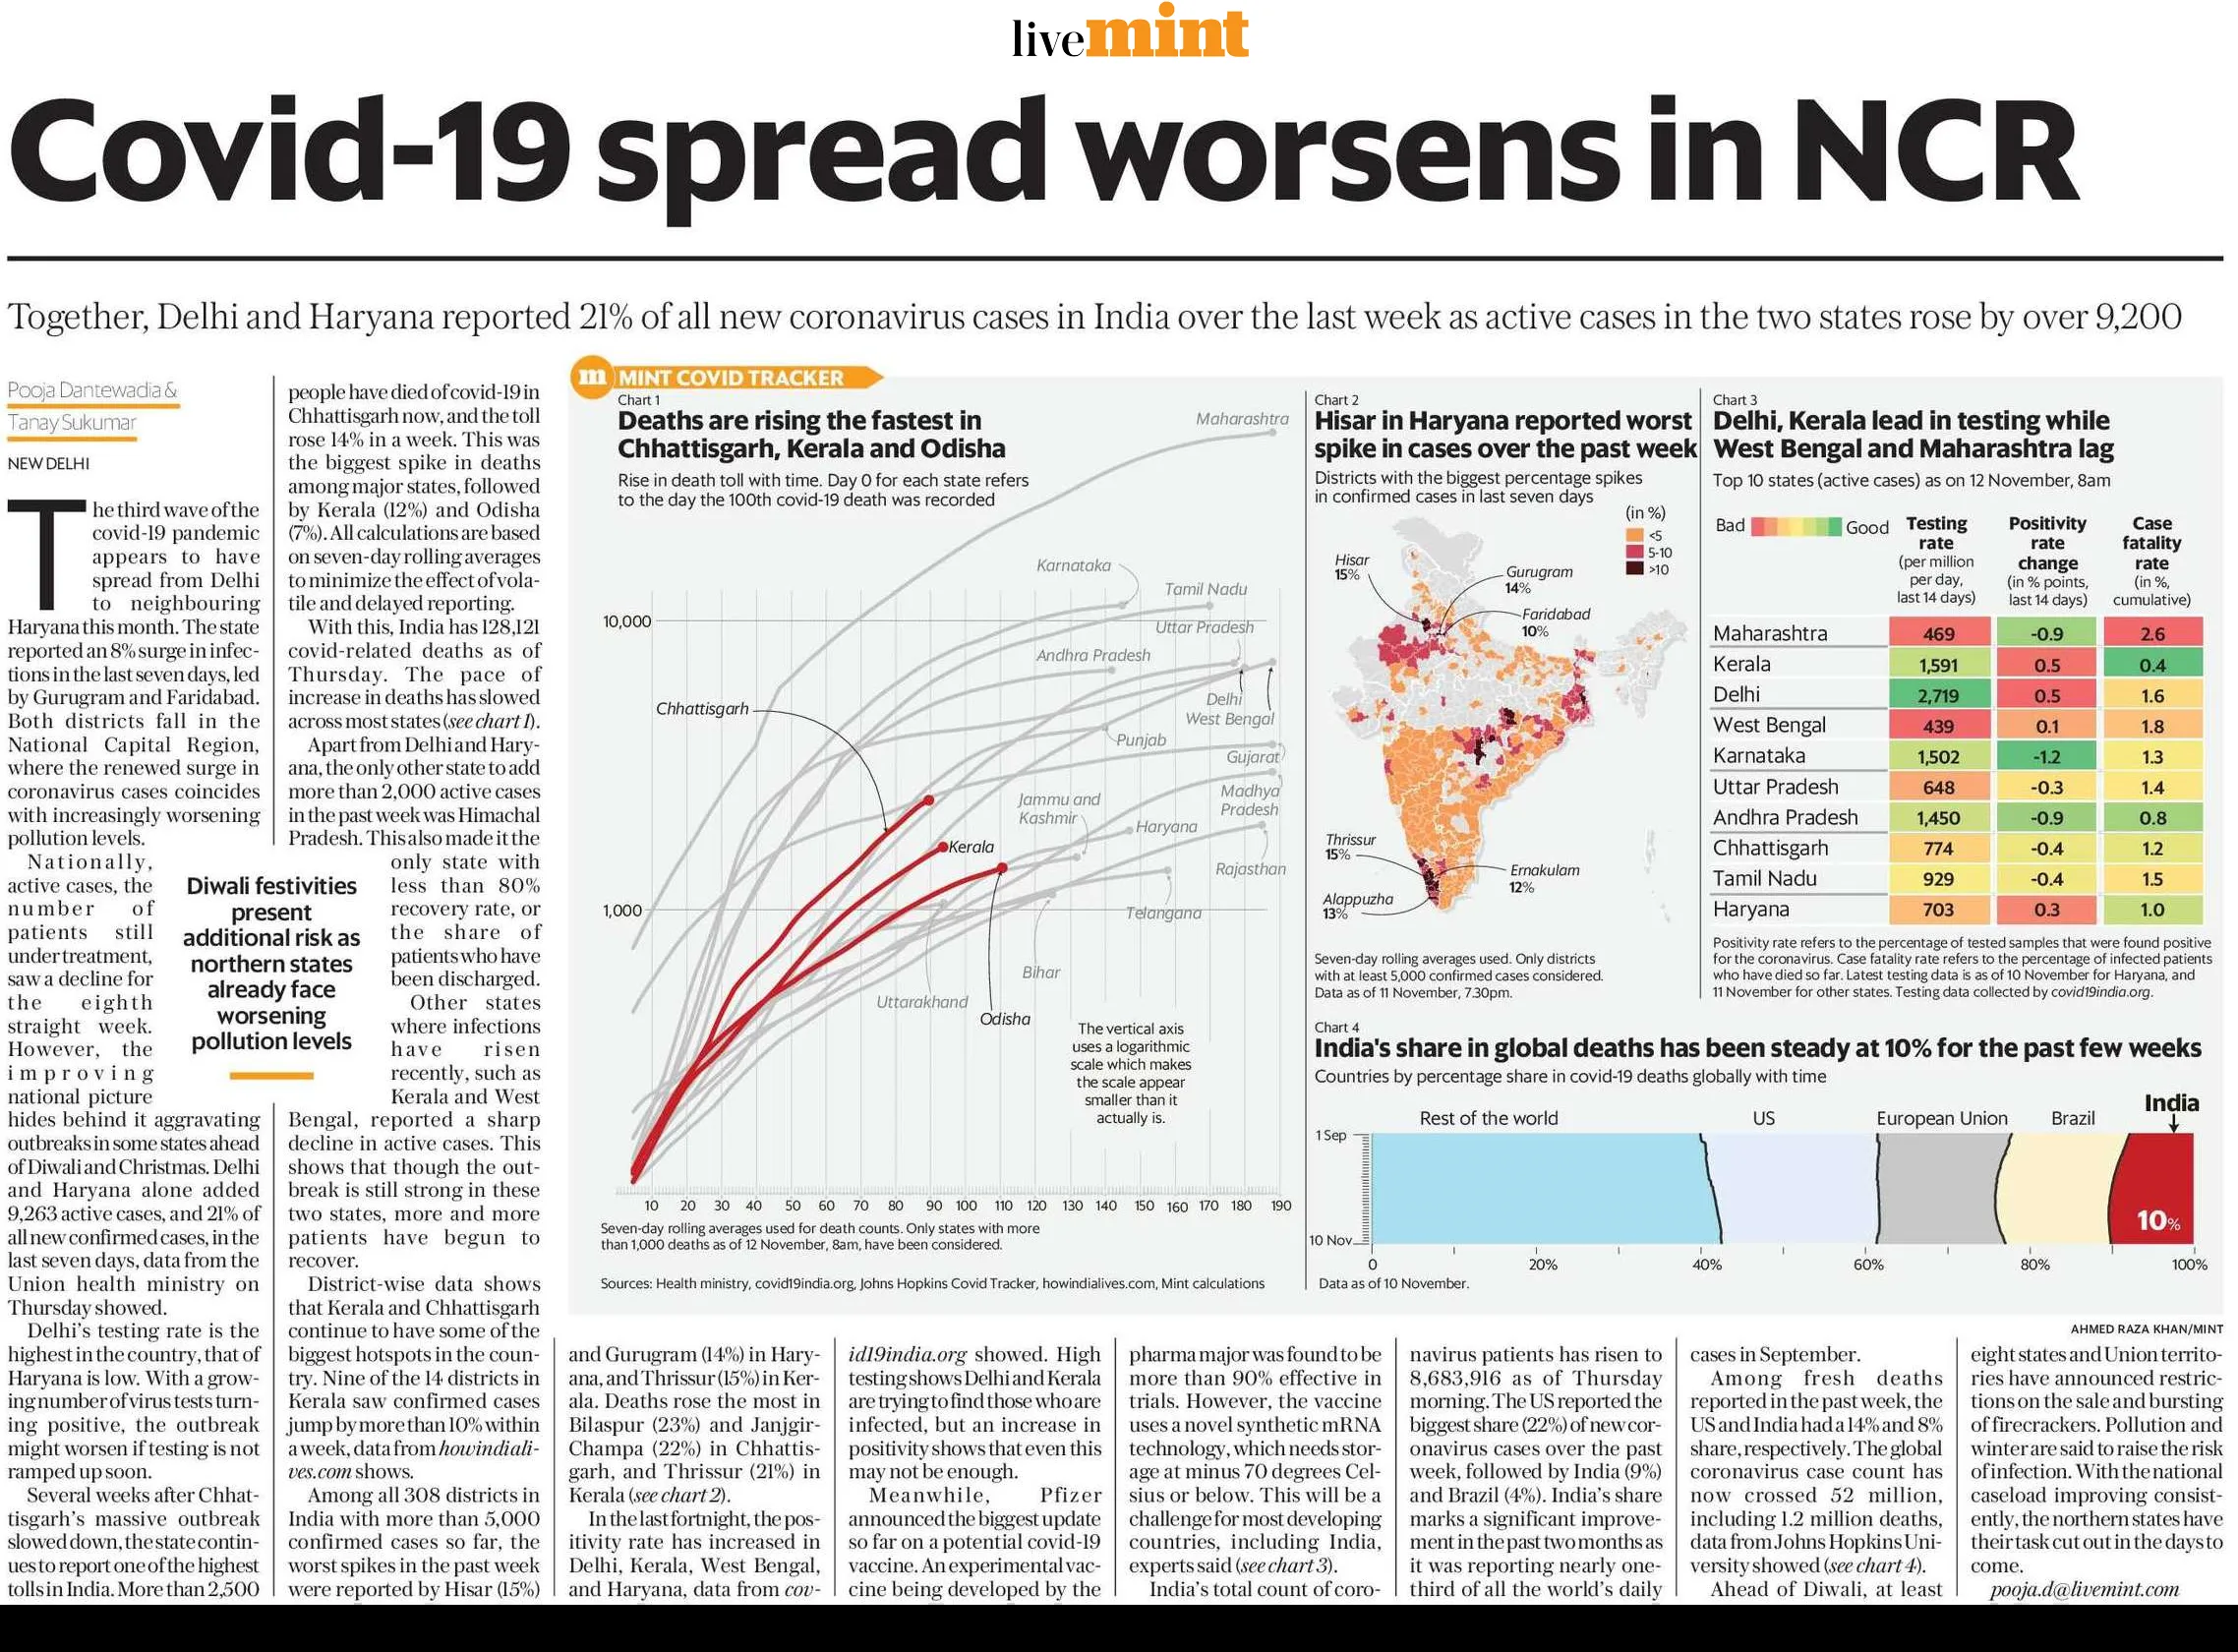 livemint
Covid-19 spread worsens in NCR
Together, Delhi and Haryana reported 21% of all new coronavirus cases in India over the last week as active cases in the two states rose by over 9,200
Pooja Dantewadia &
Tanay Sukumar
NEW DELHI
The third wave of the
covid-19 pandemic
appears to have
spread from Delhi
to neighbouring
Haryana this month. The state
reported an 8% surge in infec-
tions in the last seven days, led
by Gurugram and Faridabad.
Both districts fall in the
National Capital Region,
where the renewed surge in
coronavirus cases coincides
with increasingly worsening
pollution levels.
Nationally,
active cases, the
number of
patients still
under treatment,
saw a decline for
the eighth
straight week.
However, the
improving
national picture
hides behind it aggravating
outbreaks in some states ahead
of Diwali and Christmas. Delhi
and Haryana alone added
9,263 active cases, and 21% of
all new confirmed cases, in the
last seven days, data from the
Union health ministry on
Thursday showed.
Delhi's testing rate is the
highest in the country, that of
Haryana is low. With a grow-
ing number of virus tests turn-
ing positive, the outbreak
might worsen if testing is not
ramped up soon.
Several weeks after Chhat-
tisgarh's massive outbreak
slowed down, the state contin-
ues to report one of the highest
tolls in India. More than 2,500
people have died of covid-19 in
Chhattisgarh now, and the toll
rose 14% in a week. This was
the biggest spike in deaths
among major states, followed
by Kerala (12%) and Odisha
(7%). All calculations are based
on seven-day rolling averages
to minimize the effect of vola-
tile and delayed reporting.
With this, India has 128,121
covid-related deaths as of
Thursday. The pace of
increase in deaths has slowed
across most states (see chart 1).
Apart from Delhi and Hary-
ana, the only other state to add
more than 2,000 active cases
in the past week was Himachal
Pradesh. This also made it the
only state with
less than 80%
recovery rate, or
the share of
patients who have
been discharged.
Other states
where infections
have risen
recently, such as
Kerala and West
Bengal, reported a sharp
decline in active cases. This
shows that though the out-
break is still strong in these
two states, more and more
patients have begun to
recover.
District-wise data shows
that Kerala and Chhattisgarh
continue to have some of the
biggest hotspots in the coun-
try. Nine of the 14 districts in
Kerala saw confirmed cases
jump by more than 10% within
a week, data from howindiali-
ves.com shows.
Among all 308 districts in
India with more than 5,000
confirmed cases so far, the
worst spikes in the past week
were reported by Hisar (15%)
Diwali festivities
present
additional risk as
northern states
already face
worsening
pollution levels
m MINT COVID TRACKER
Chart 1
Deaths are rising the fastest in
Chhattisgarh, Kerala and Odisha
Rise in death toll with time. Day 0 for each state refers
to the day the 100th covid-19 death was recorded
Maharashtra
Karnataka
Tamil Nadu
10,000
Uttar Pradesh
Andhra Pradesh
Delhi
Chhattisgarh
West Bengal
Punjab
Gujarat
Madhya
Pradesh
Jammu and
Kashmir
Haryana
Kerala
Rajasthan
1,000
Telangana
Bihar
Uttarakhand
Odisha
The vertical axis
uses a logarithmic
scale which makes
the scale appear
smaller than it
actually is.
10 20 30 40 50 60 70 80 90 100 110 120 130 140 150 160 170 180 190
Seven-day rolling averages used for death counts. Only states with more
than 1,000 deaths as of 12 November, 8am, have been considered.
Sources: Health ministry, covid19india.org, Johns Hopkins Covid Tracker, howindialives.com, Mint calculations
Chart 2
Hisar in Haryana reported worst
spike in cases over the past week
Districts with the biggest percentage spikes
in confirmed cases in last seven days
(in %)
<5
5-10
>10
Hisar
15%
Gurugram
14%
Faridabad
10%
Thrissur
15%
Ernakulam
12%
Alappuzha
13%
Seven-day rolling averages used. Only districts
with at least 5,000 confirmed cases considered.
Data as of 11 November, 7.30pm.
Chart 3
Delhi, Kerala lead in testing while
West Bengal and Maharashtra lag
Top 10 states (active cases) as on 12 November, 8am
Bad Good
Testing
rate
(per million
per day,
last 14 days)
Positivity
rate
change
(in % points,
last 14 days)
Case
fatality
rate
(in %,
cumulative)
Maharashtra 469 -0.9 2.6
Kerala 1,591 0.5 0.4
Delhi 2,719 0.5 1.6
West Bengal 439 0.1 1.8
Karnataka 1,502 -1.2 1.3
Uttar Pradesh 648 -0.3 1.4
Andhra Pradesh 1,450 -0.9 0.8
Chhattisgarh 774 -0.4 1.2
Tamil Nadu 929 -0.4 1.5
Haryana 703 0.3 1.0
Positivity rate refers to the percentage of tested samples that were found positive
for the coronavirus. Case fatality rate refers to the percentage of infected patients
who have died so far. Latest testing data is as of 10 November for Haryana, and
11 November for other states. Testing data collected by covid19india.org.
Chart 4
India's share in global deaths has been steady at 10% for the past few weeks
Countries by percentage share in covid-19 deaths globally with time
Rest of the world US European Union Brazil India
1 Sep
10%
10 Nov
0 20% 40% 60% 80% 100%
Data as of 10 November.
AHMED RAZA KHAN/MINT
and Gurugram (14%) in Hary-
ana, and Thrissur (15%) in Ker-
ala. Deaths rose the most in
Bilaspur (23%) and Janjgir-
Champa (22%) in Chhattis-
garh, and Thrissur (21%) in
Kerala (see chart 2).
In the last fortnight, the pos-
itivity rate has increased in
Delhi, Kerala, West Bengal,
and Haryana, data from cov-
id19india.org showed. High
testing shows Delhi and Kerala
are trying to find those who are
infected, but an increase in
positivity shows that even this
may not be enough.
Meanwhile, Pfizer
announced the biggest update
so far on a potential covid-19
vaccine. An experimental vac-
cine being developed by the
pharma major was found to be
more than 90% effective in
trials. However, the vaccine
uses a novel synthetic mRNA
technology, which needs stor-
age at minus 70 degrees Cel-
sius or below. This will be a
challenge for most developing
countries, including India,
experts said (see chart 3).
India's total count of coro-
navirus patients has risen to
8,683,916 as of Thursday
morning. The US reported the
biggest share (22%) of new cor-
onavirus cases over the past
week, followed by India (9%)
and Brazil (4%). India's share
marks a significant improve-
ment in the past two months as
it was reporting nearly one-
third of all the world's daily
cases in September.
Among fresh deaths
reported in the past week, the
US and India had a 14% and 8%
share, respectively. The global
coronavirus case count has
now crossed 52 million,
including 1.2 million deaths,
data from Johns Hopkins Uni-
versity showed (see chart 4).
Ahead of Diwali, at least
eight states and Union territo-
ries have announced restric-
tions on the sale and bursting
of firecrackers. Pollution and
winter are said to raise the risk
of infection. With the national
caseload improving consist-
ently, the northern states have
their task cut out in the days to
come.
pooja.d@livemint.com